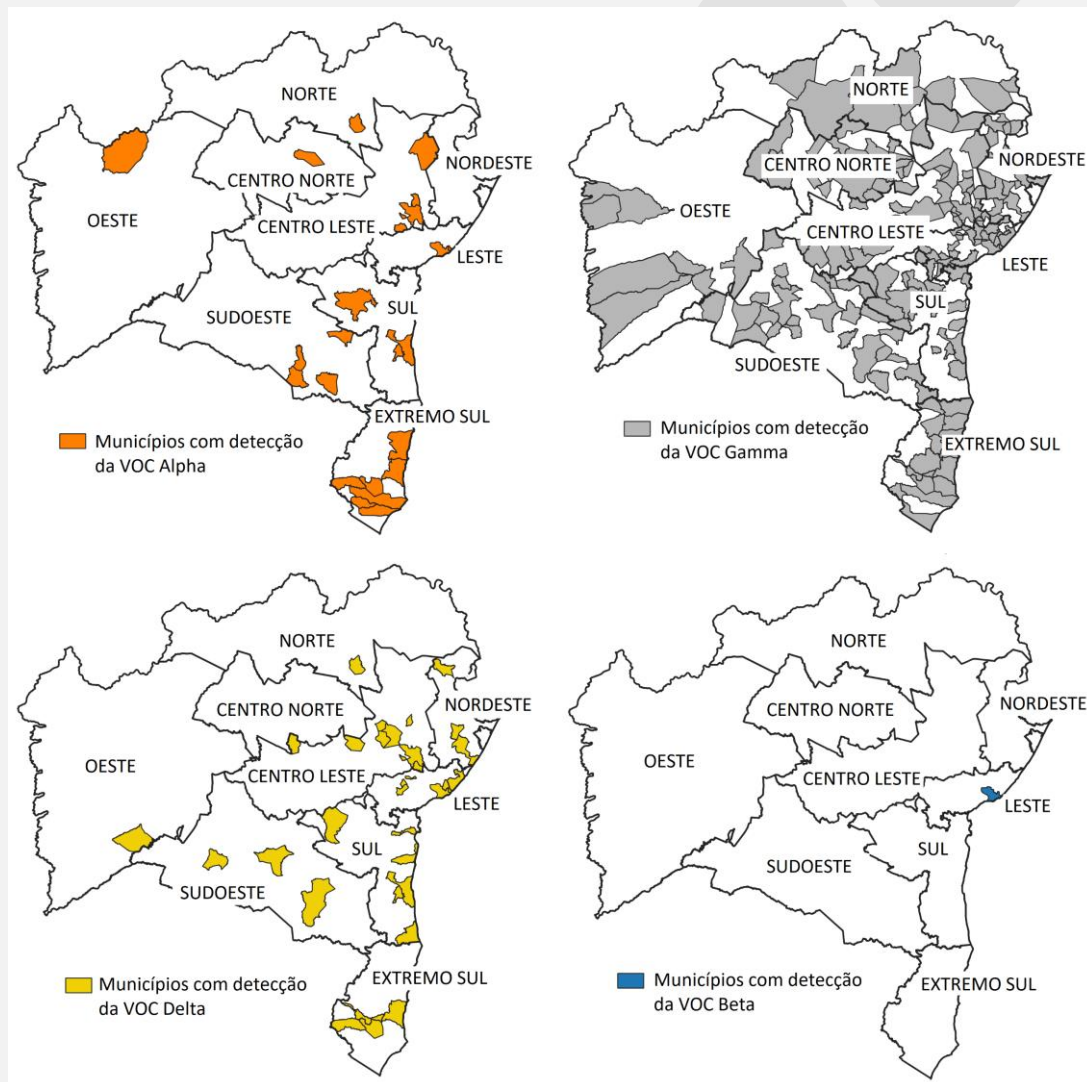 NORTE
CENTRO NORTE
NORDESTE
OESTE
CENTRO LESTE
LESTE
SUDOESTE
SUL
EXTREMO SUL
Municípios com detecção
da VOC Alpha
NORTE
CENTRO NORTE
NORDESTE
OESTE
CENTRO LESTE
LESTE
SUL
SUDOESTE
EXTREMO SUL
Municípios com detecção
da VOC Gamma
NORTE
CENTRO NORTE
NORDESTE
OESTE
CENTRO LESTE
LESTE
SUL
SUDOESTE
EXTREMO SUL
Municípios com detecção
da VOC Delta
NORTE
CENTRO NORTE
NORDESTE
OESTE
CENTRO LESTE
LESTE
SUL
SUDOESTE
EXTREMO SUL
Municípios com detecção
da VOC Beta